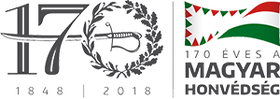 170
1848 | 2018
170 ÉVES A
MAGYAR
HONVÉDSÉG